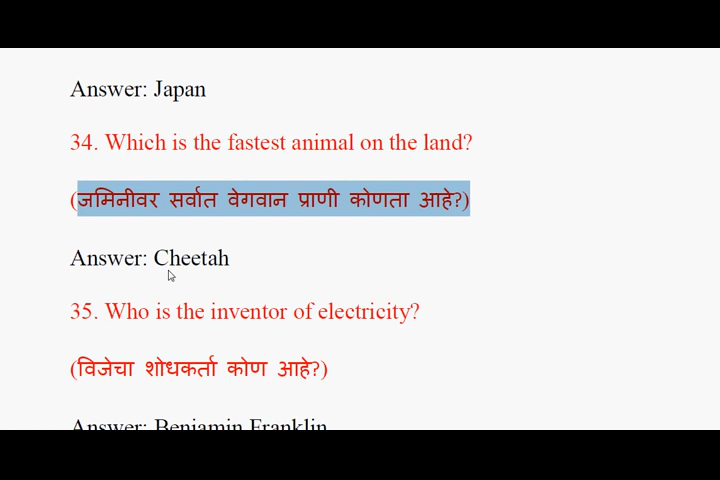 Answer: Japan
34. Which is the fastest animal on the land?
(जमिनीवर सर्वात वेगवान प्राणी कोणता आहे?)
Answer: Cheetah
35. Who is the inventor of electricity?
(विजेचा शोधकर्ता कोण आहे?)
Answer: Benjamin Franklin